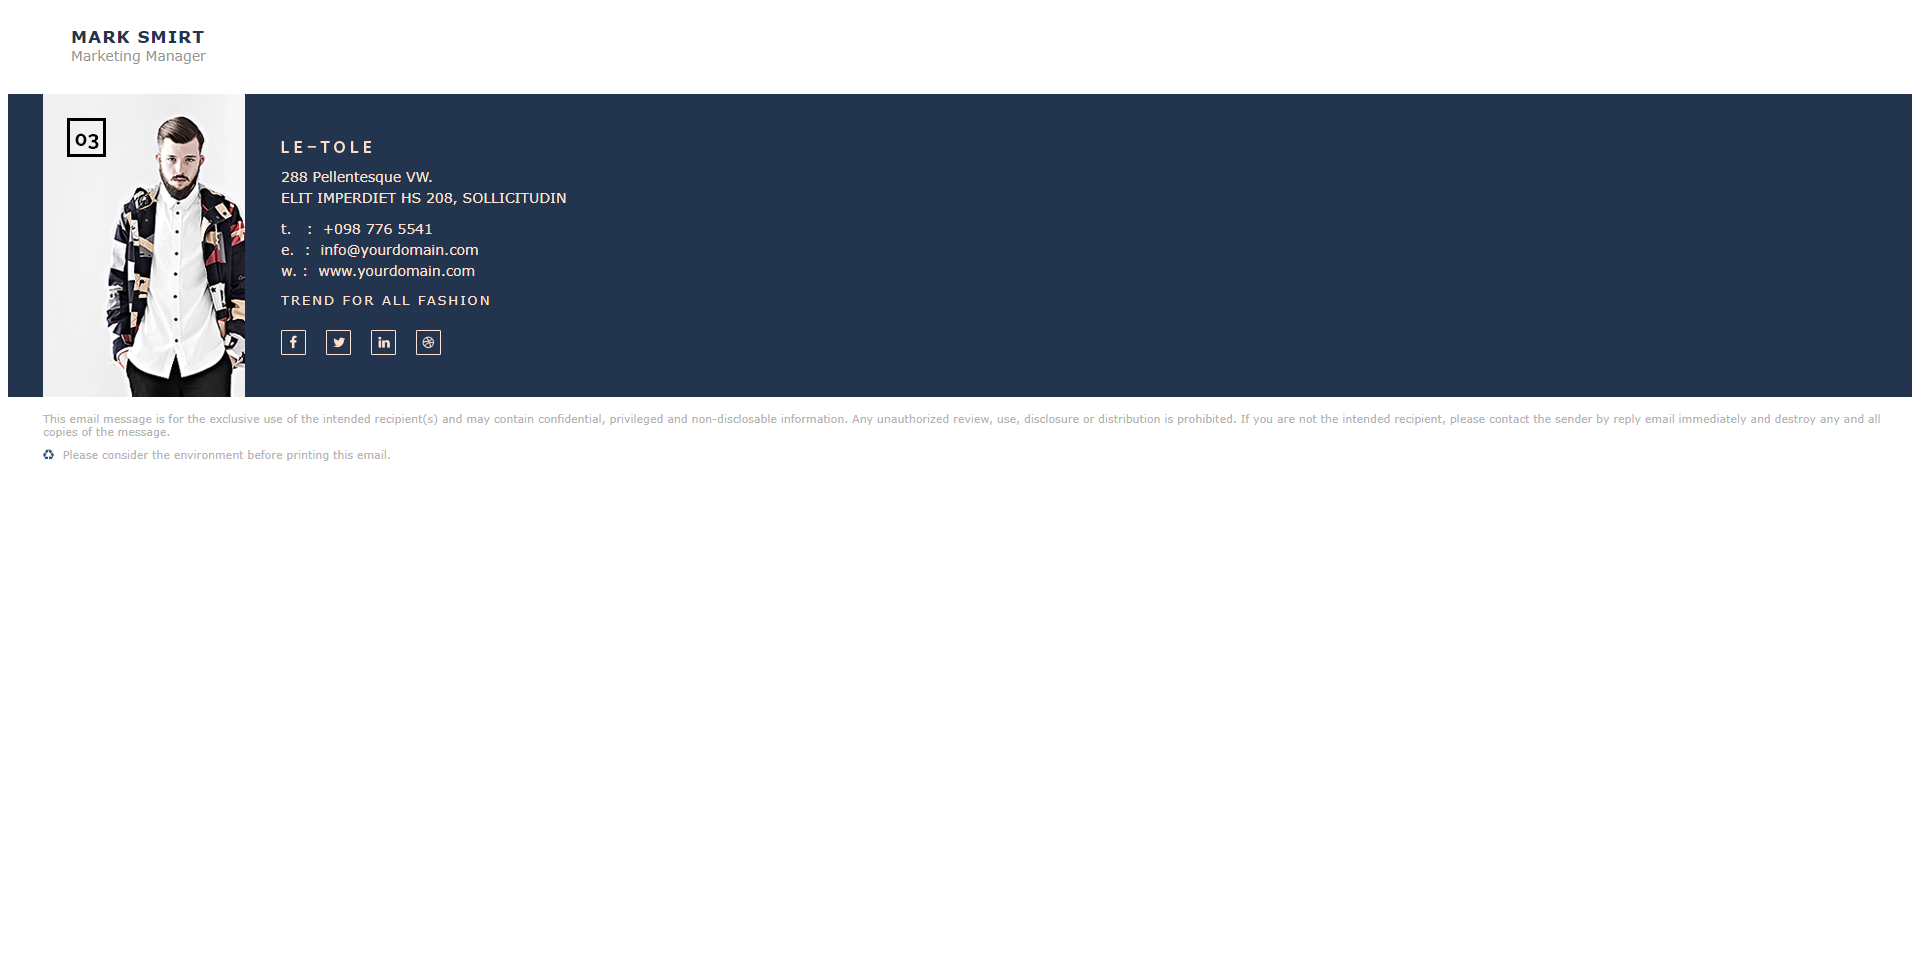 MARK SMIRT
Marketing Manager
03
LE-TOLE
288 Pellentesque VW.
ELIT IMPERDIET HS 208, SOLLICITUDIN
t. : +098 776 5541
e. : info@yourdomain.com
w. : www.yourdomain.com
TREND FOR ALL FASHION
This email message is for the exclusive use of the intended recipient(s) and may contain confidential, privileged and non-disclosable information. Any unauthorized review, use, disclosure or distribution is prohibited. If you are not the intended recipient, please contact the sender by reply email immediately and destroy any and all
copies of the message.
Please consider the environment before printing this email.